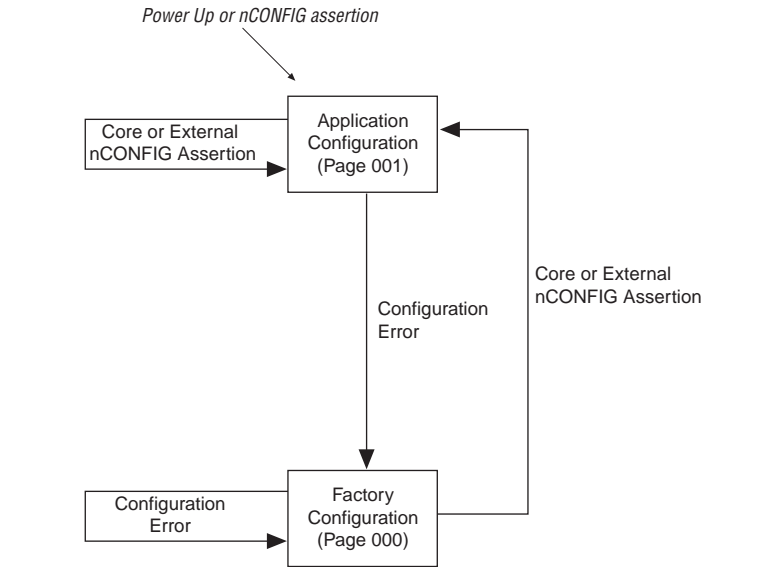 Power Up or nCONFIG assertion
Application
Configuration
(Page 001)
Core or External
nCONFIG Assertion
Core or External
nCONFIG Assertion
Configuration
Error
Factory
Configuration
(Page 000)
Configuration
Error